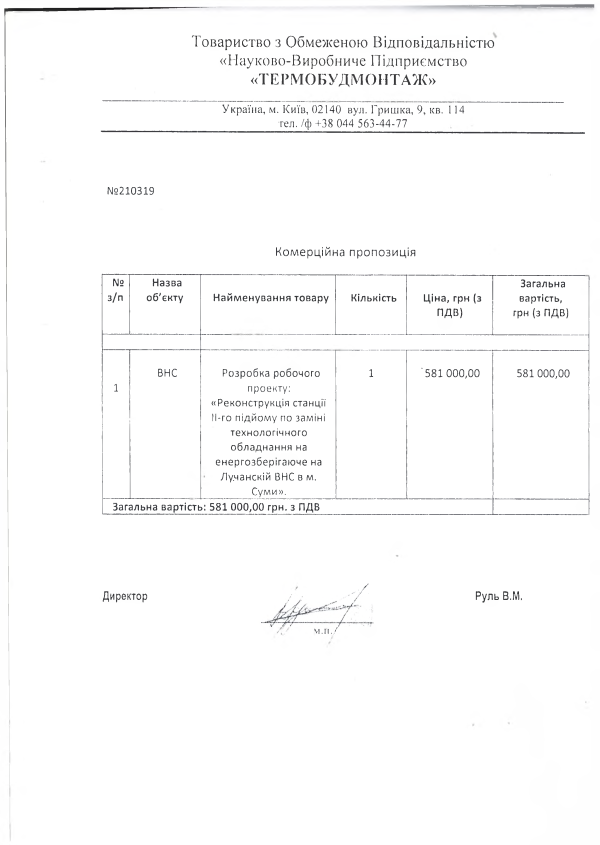 Товариство з Обмеженою Відповідальністю
«Науково-Виробниче Підприємство
«ТЕРМОБУДМОНТАЖ»
Україна, м. Київ, 02140 вул. Гришка, 9, кв. 114
тел. /ф +38 044 563-44-77
№210319
Комерційна пропозиція
№ з/п
Назва об'єкту
Найменування товару
Кількість
Ціна, грн (з ПДВ)
Загальна вартість, грн (з ПДВ)
1
ВНС
Розробка робочого
проекту:
«Реконструкція станції
ІІ-го підйому по заміні
технологічного
обладнання на
енергозберігаюче на
Лучанскій ВНС в м.
Суми».
1
581 000,00
581 000,00
Загальна вартість: 581 000,00 грн. з ПДВ
Директор
М.П.
Руль В.М.